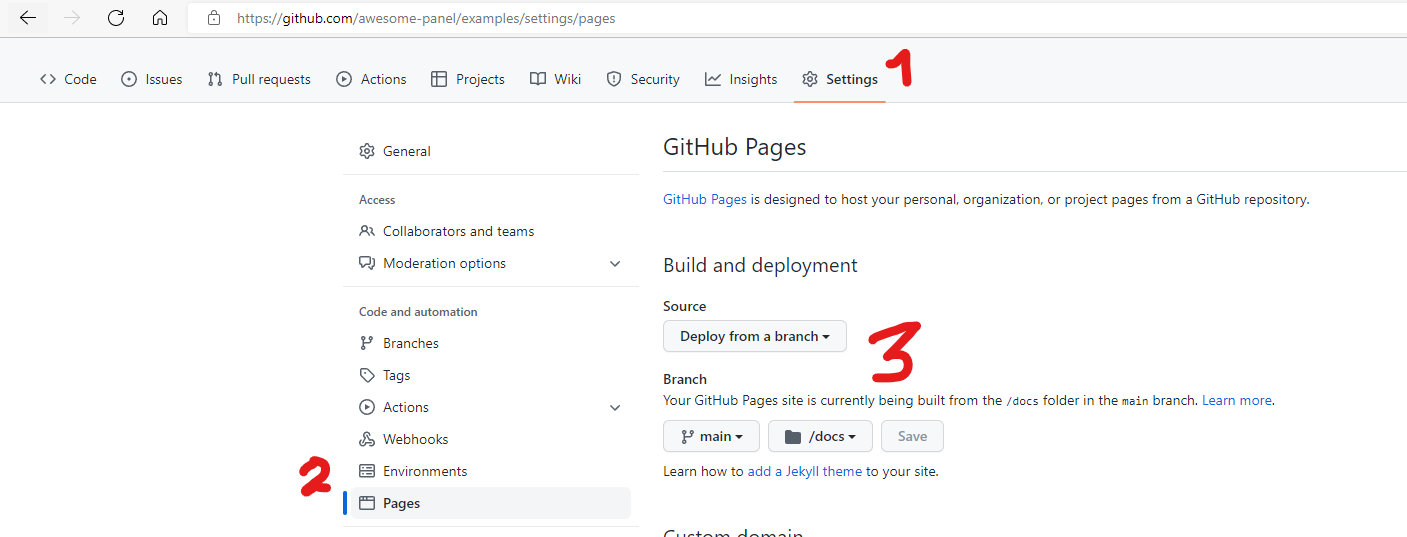 https://github.com/awesome-panel/examples/settings/pages
Code Issues Pull requests Actions Projects Wiki Security Insights Settings 1
General
Access
Collaborators and teams
Moderation options
Code and automation
Branches
Tags
Actions
Webhooks
Environments
2
Pages
GitHub Pages
GitHub Pages is designed to host your personal, organization, or project pages from a GitHub repository.
Build and deployment
Source
Deploy from a branch
3
Branch
Your GitHub Pages site is currently being built from the /docs folder in the main branch. Learn more.
main /docs Save
Learn how to add a Jekyll theme to your site.
Custom domain